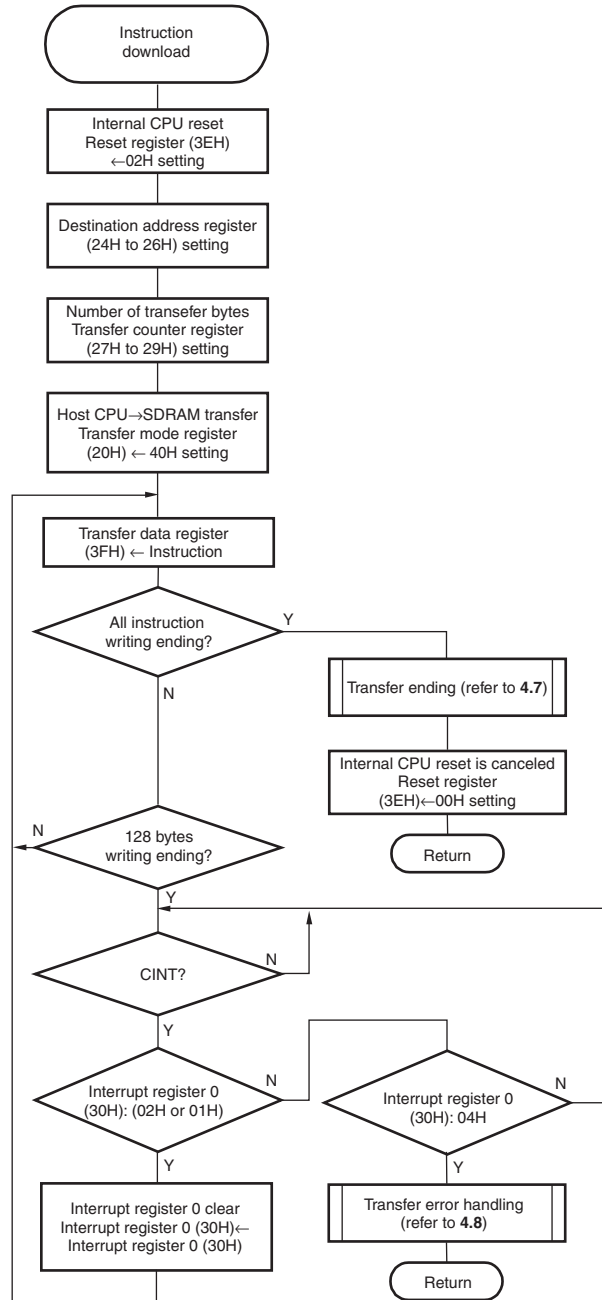 Instruction
download
Internal CPU reset
Reset register (3EH)
←02H setting
Destination address register
(24H to 26H) setting
Number of transefer bytes
Transfer counter register
(27H to 29H) setting
Host CPU→SDRAM transfer
Transfer mode register
(20H) ← 40H setting
Transfer data register
(3FH) ← Instruction
All instruction
writing ending?
Y
N
Transfer ending (refer to 4.7)
Internal CPU reset is canceled
Reset register
(3EH)←00H setting
Return
N
128 bytes
writing ending?
Y
CINT?
N
Y
Interrupt register 0
(30H): (02H or 01H)
N
Y
Interrupt register 0
(30H): 04H
N
Y
Interrupt register 0 clear
Interrupt register 0 (30H)←
Interrupt register 0 (30H)
Transfer error handling
(refer to 4.8)
Return